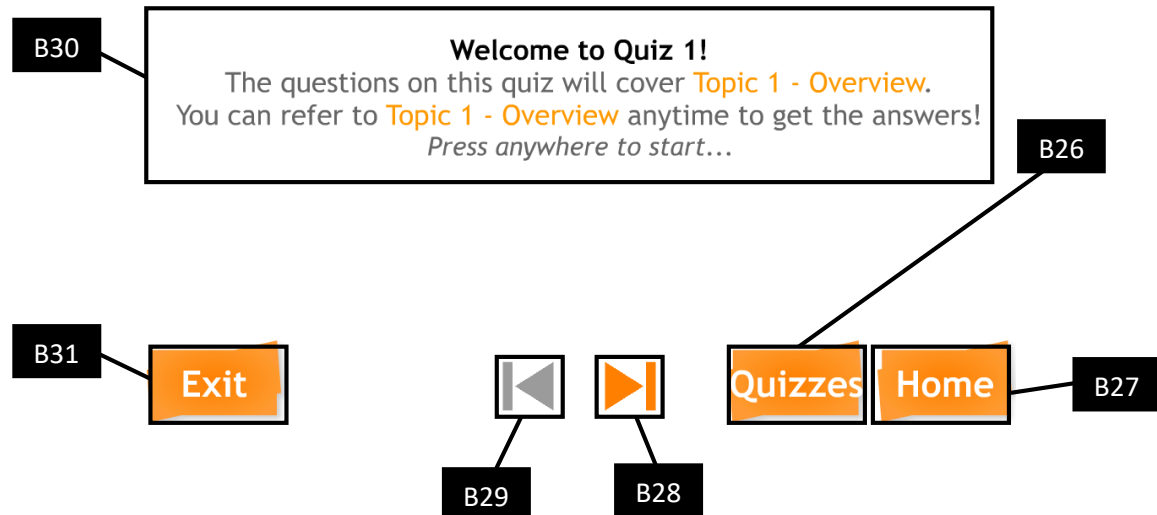 B30
Welcome to Quiz 1!
The questions on this quiz will cover Topic 1 - Overview.
You can refer to Topic 1 - Overview anytime to get the answers!
Press anywhere to start...
B26
B31
Exit
Quizzes
Home
B27
B29
B28